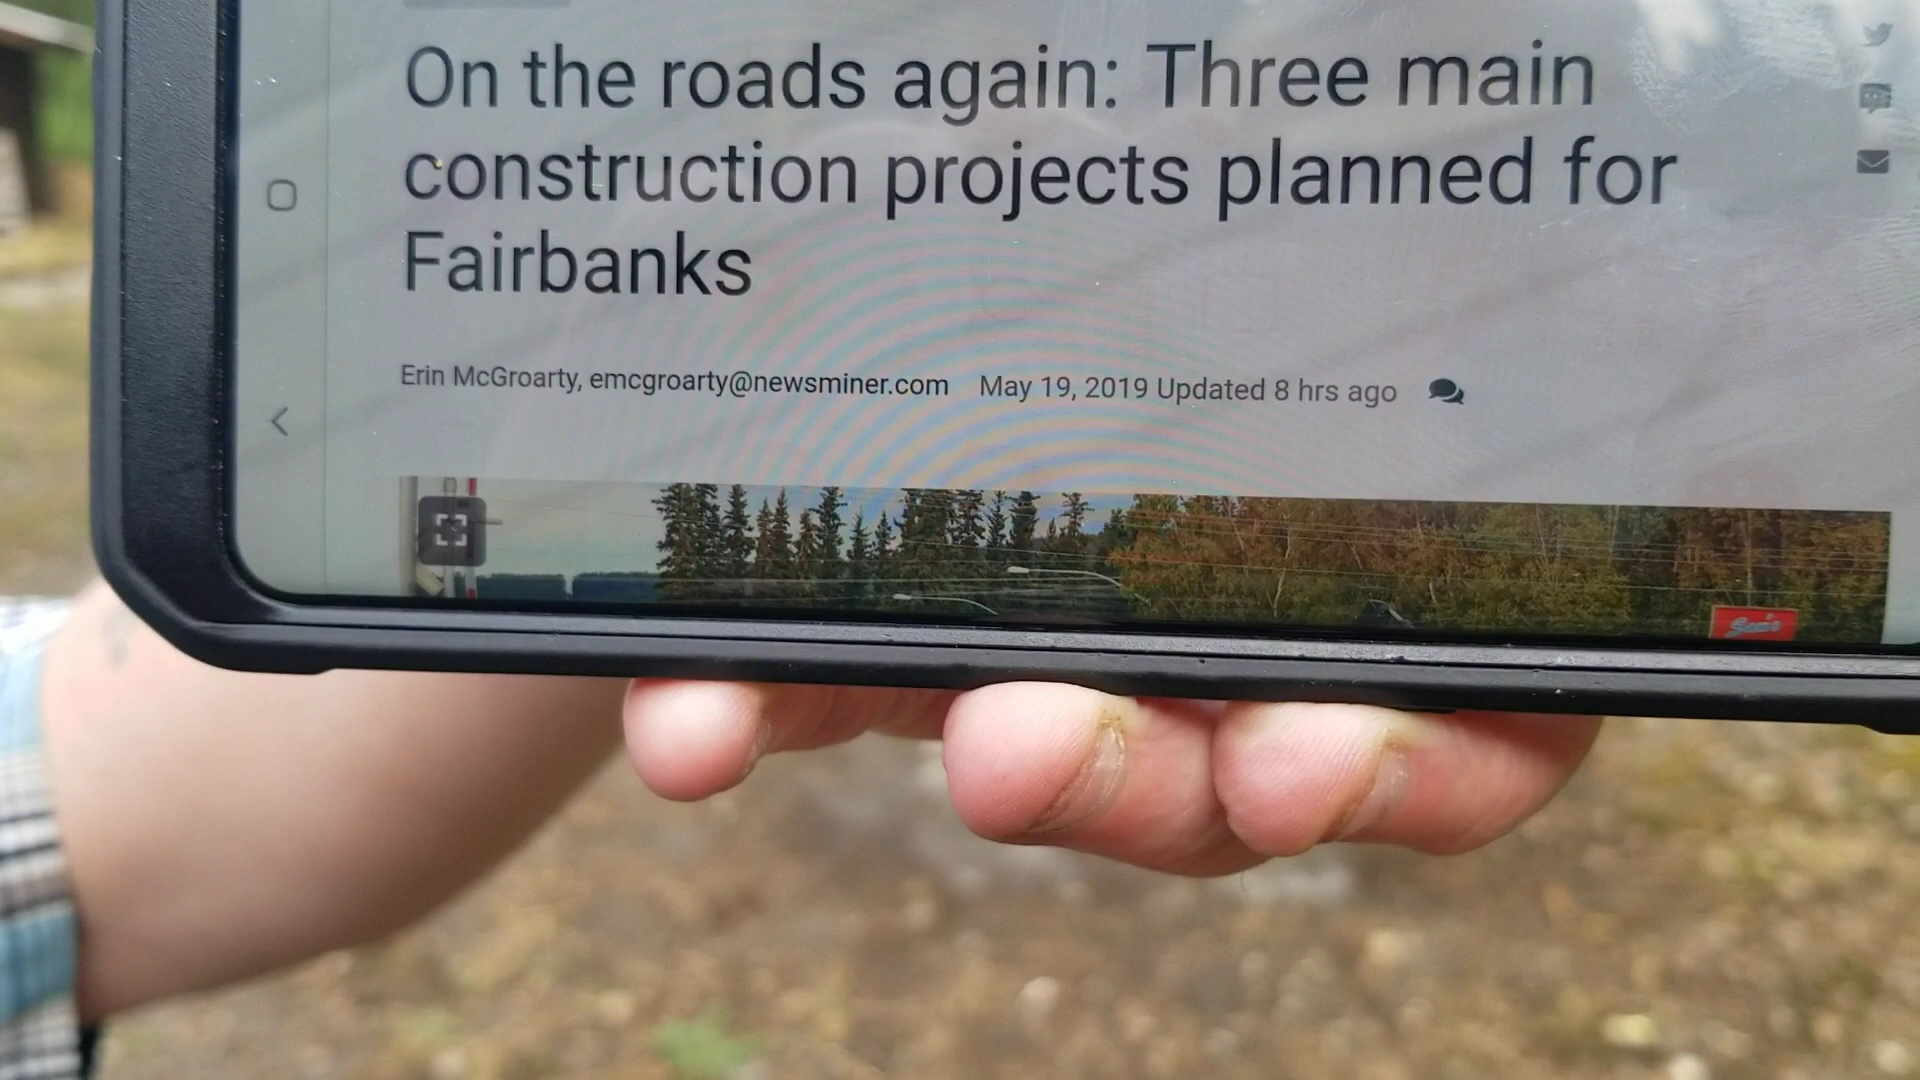 On the roads again: Three main
construction projects planned for
Fairbanks
Erin McGroarty, emcgroarty@newsminer.com May 19, 2019 Updated 8 hrs ago
Sam's